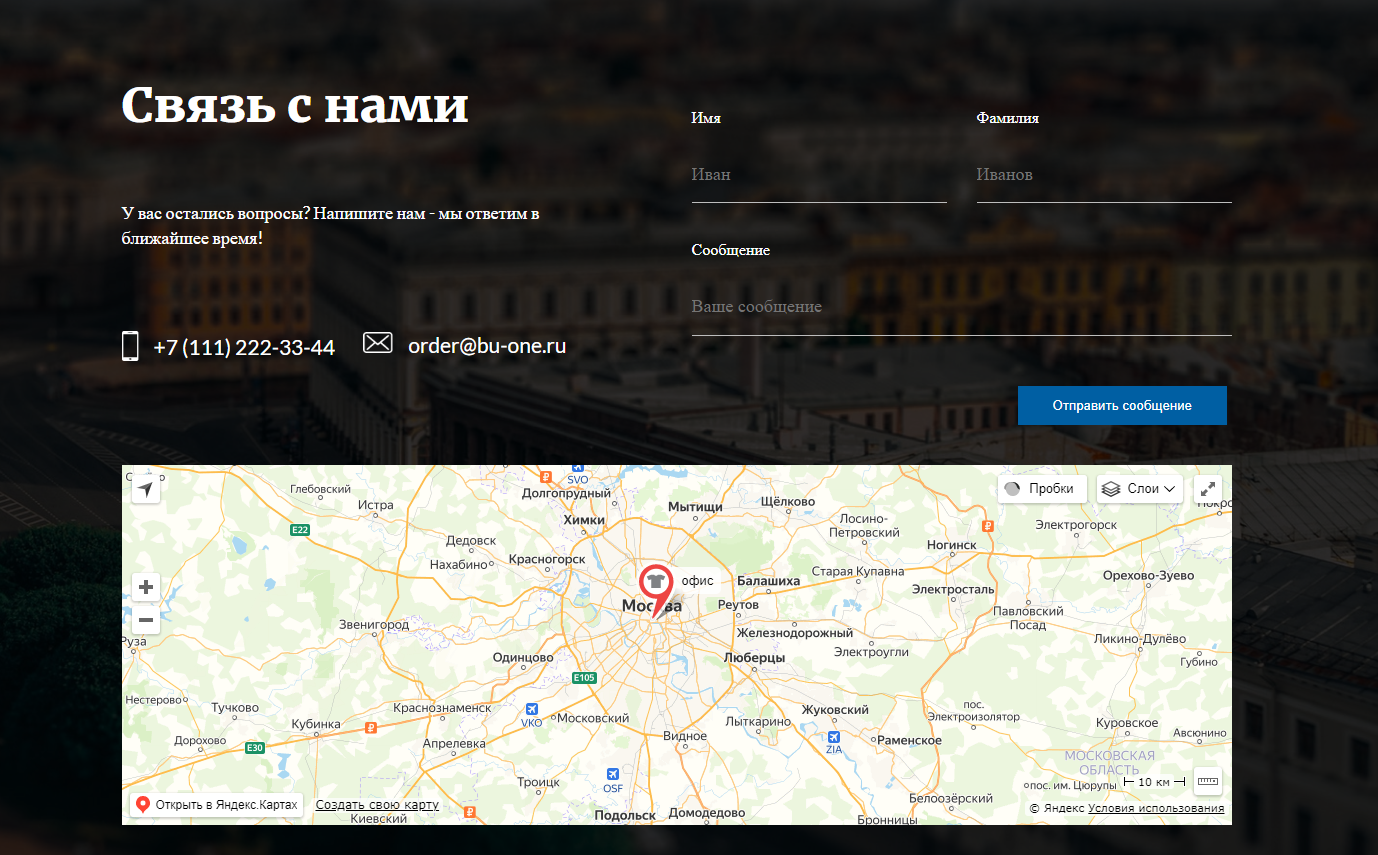 Связь с нами
У вас остались вопросы? Напишите нам - мы ответим в
ближайшее время!
+7 (111) 222-33-44
order@bu-one.ru
Имя
Фамилия
Иван
Иванов
Сообщение
Ваше сообщение
Отправить сообщение
Пробки
Слои
SVO
Глебовский
Долгопрудный
Истра
Мытищи
Щёлково
Химки
Лосино-
Петровский
Электрогорск
E22
Дедовск
Ногинск
Красногорск
Нахабино
Старая Купавна
Орехово-Зуево
офис
Балашиха
Электросталь
Москва
Реутов
Павловский
Посад
Звенигород
Железнодорожный
Ликино-Дулёво
Руза
Электроугли
Одинцово
Люберцы
Губино
E105
Нестерово
Тучково
Краснознаменск
VKO
Московский
Жуковский
пос.
Электроизолятор
Кубинка
Лыткарино
Куровское
Дорохово
E30
Апрелевка
Видное
ZIA
Раменское
Авсюнино
МОСКОВСКАЯ
ОБЛАСТЬ
Троицк
OSF
10 км
пос. им. Цюрупы
Белоозёрский
Открыть в Яндекс.Картах
Создать свою карту
© Яндекс Условия использования
Киевский
Подольск
Домодедово
Бронницы